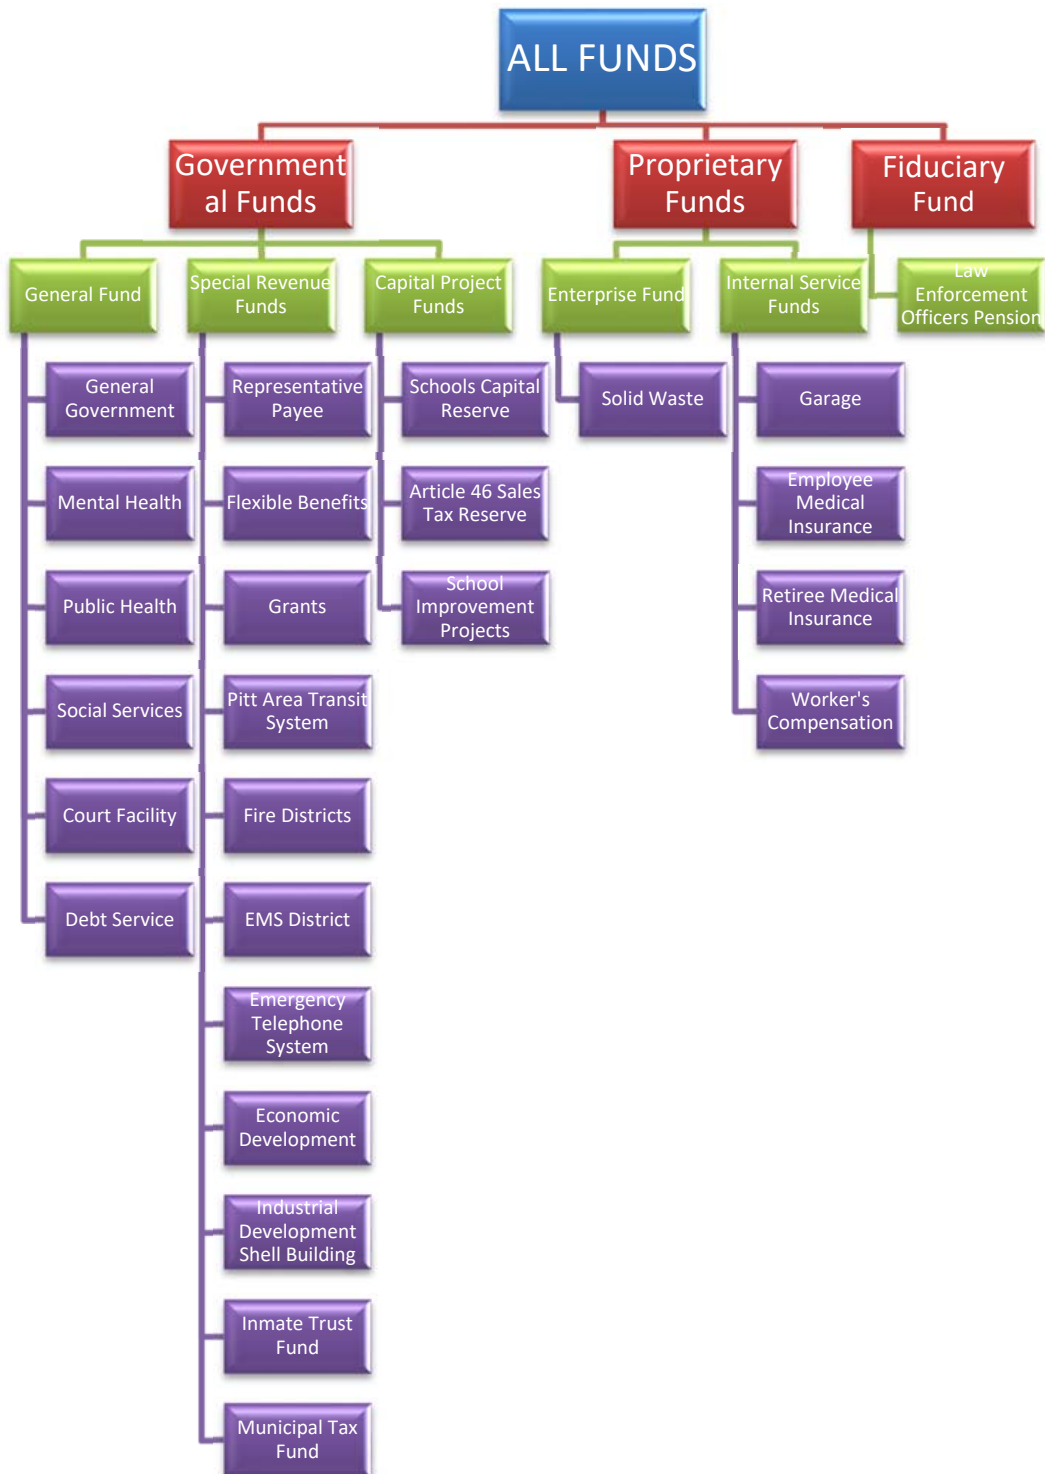 ALL FUNDS
Government
al Funds
Proprietary
Funds
Fiduciary
Fund
General Fund
Special Revenue
Funds
Capital Project
Funds
Enterprise Fund
Internal Service
Funds
Law
Enforcement
Officers Pension
General
Government
Representative
Payee
Schools Capital
Reserve
Solid Waste
Garage
Mental Health
Flexible Benefits
Article 46 Sales
Tax Reserve
Employee
Medical
Insurance
Public Health
Grants
School
Improvement
Projects
Retiree Medical
Insurance
Social Services
Pitt Area Transit
System
Worker's
Compensation
Court Facility
Fire Districts
Debt Service
EMS District
Emergency
Telephone
System
Economic
Development
Industrial
Development
Shell Building
Inmate Trust
Fund
Municipal Tax
Fund